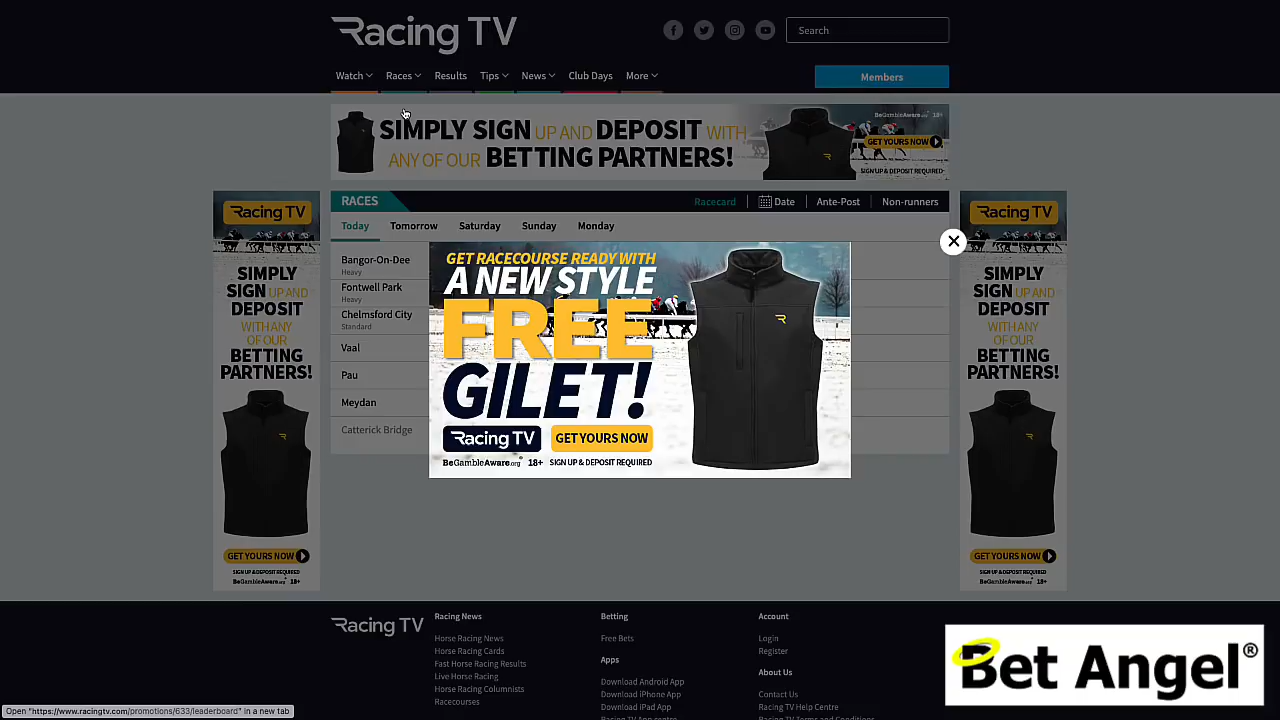 Racing TV
Search
Watch Races Results Tips News Club Days More
Members
SIMPLY SIGN UP AND DEPOSIT WITH
ANY OF OUR BETTING PARTNERS!
BeGambleAware.org 18+
GET YOURS NOW
SIGN UP & DEPOSIT REQUIRED
Racing TV
SIMPLY
SIGN UP AND
DEPOSIT
WITH ANY
OF OUR
BETTING
PARTNERS!
GET YOURS NOW
SIGN UP & DEPOSIT REQUIRED
BeGambleAware.org 18+
RACES
Racecard Date Ante-Post Non-runners
Today Tomorrow Saturday Sunday Monday
Bangor-On-Dee
Heavy
Fontwell Park
Heavy
Chelmsford City
Standard
Vaal
Pau
Meydan
Catterick Bridge
GET RACECOURSE READY WITH
A NEW STYLE
FREE
GILET!
Racing TV GET YOURS NOW
BeGambleAware.org 18+ SIGN UP & DEPOSIT REQUIRED
Racing TV
SIMPLY
SIGN UP AND
DEPOSIT
WITH ANY
OF OUR
BETTING
PARTNERS!
GET YOURS NOW
SIGN UP & DEPOSIT REQUIRED
BeGambleAware.org 18+
Racing TV
Racing News
Horse Racing News
Horse Racing Cards
Fast Horse Racing Results
Live Horse Racing
Horse Racing Columnists
Racecourses
Betting
Free Bets
Apps
Download Android App
Download iPhone App
Download iPad App
Racing TV App centre
Account
Login
Register
About Us
Contact Us
Racing TV Help Centre
Racing TV Terms and Conditions
Bet Angel®
Open "https://www.racingtv.com/promotions/633/leaderboard" in a new tab